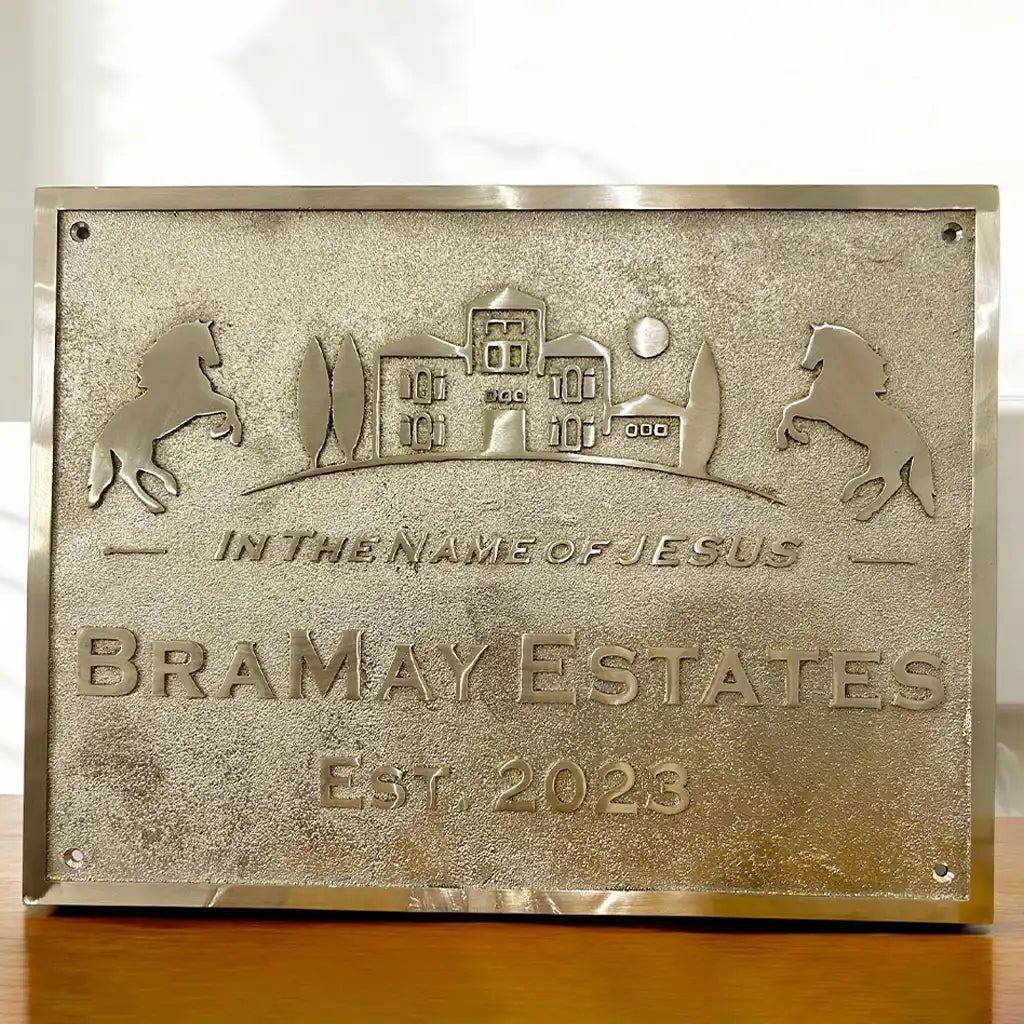 IN THE NAME OF JESUS
BRAMAY ESTATES
EST. 2023